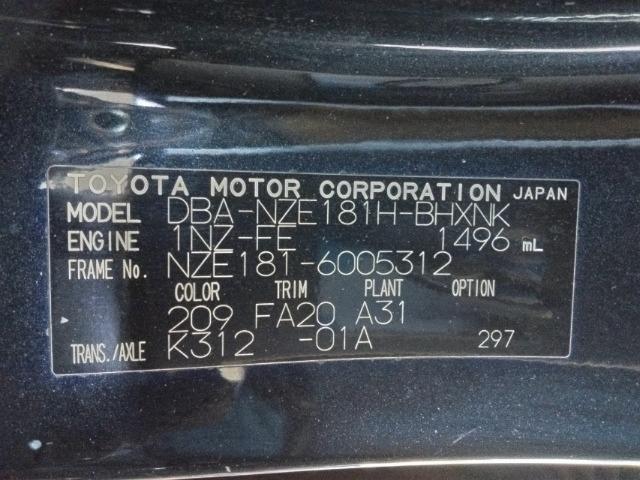 TOYOTA MOTOR CORPORATION JAPAN
MODEL DBA-NZE181H-BHXNK
ENGINE 1NZ-FE 1496 mL
FRAME No. NZE181-6005312
COLOR TRIM PLANT OPTION
209 FA20 A31
TRANS./AXLE K312 -01A 297